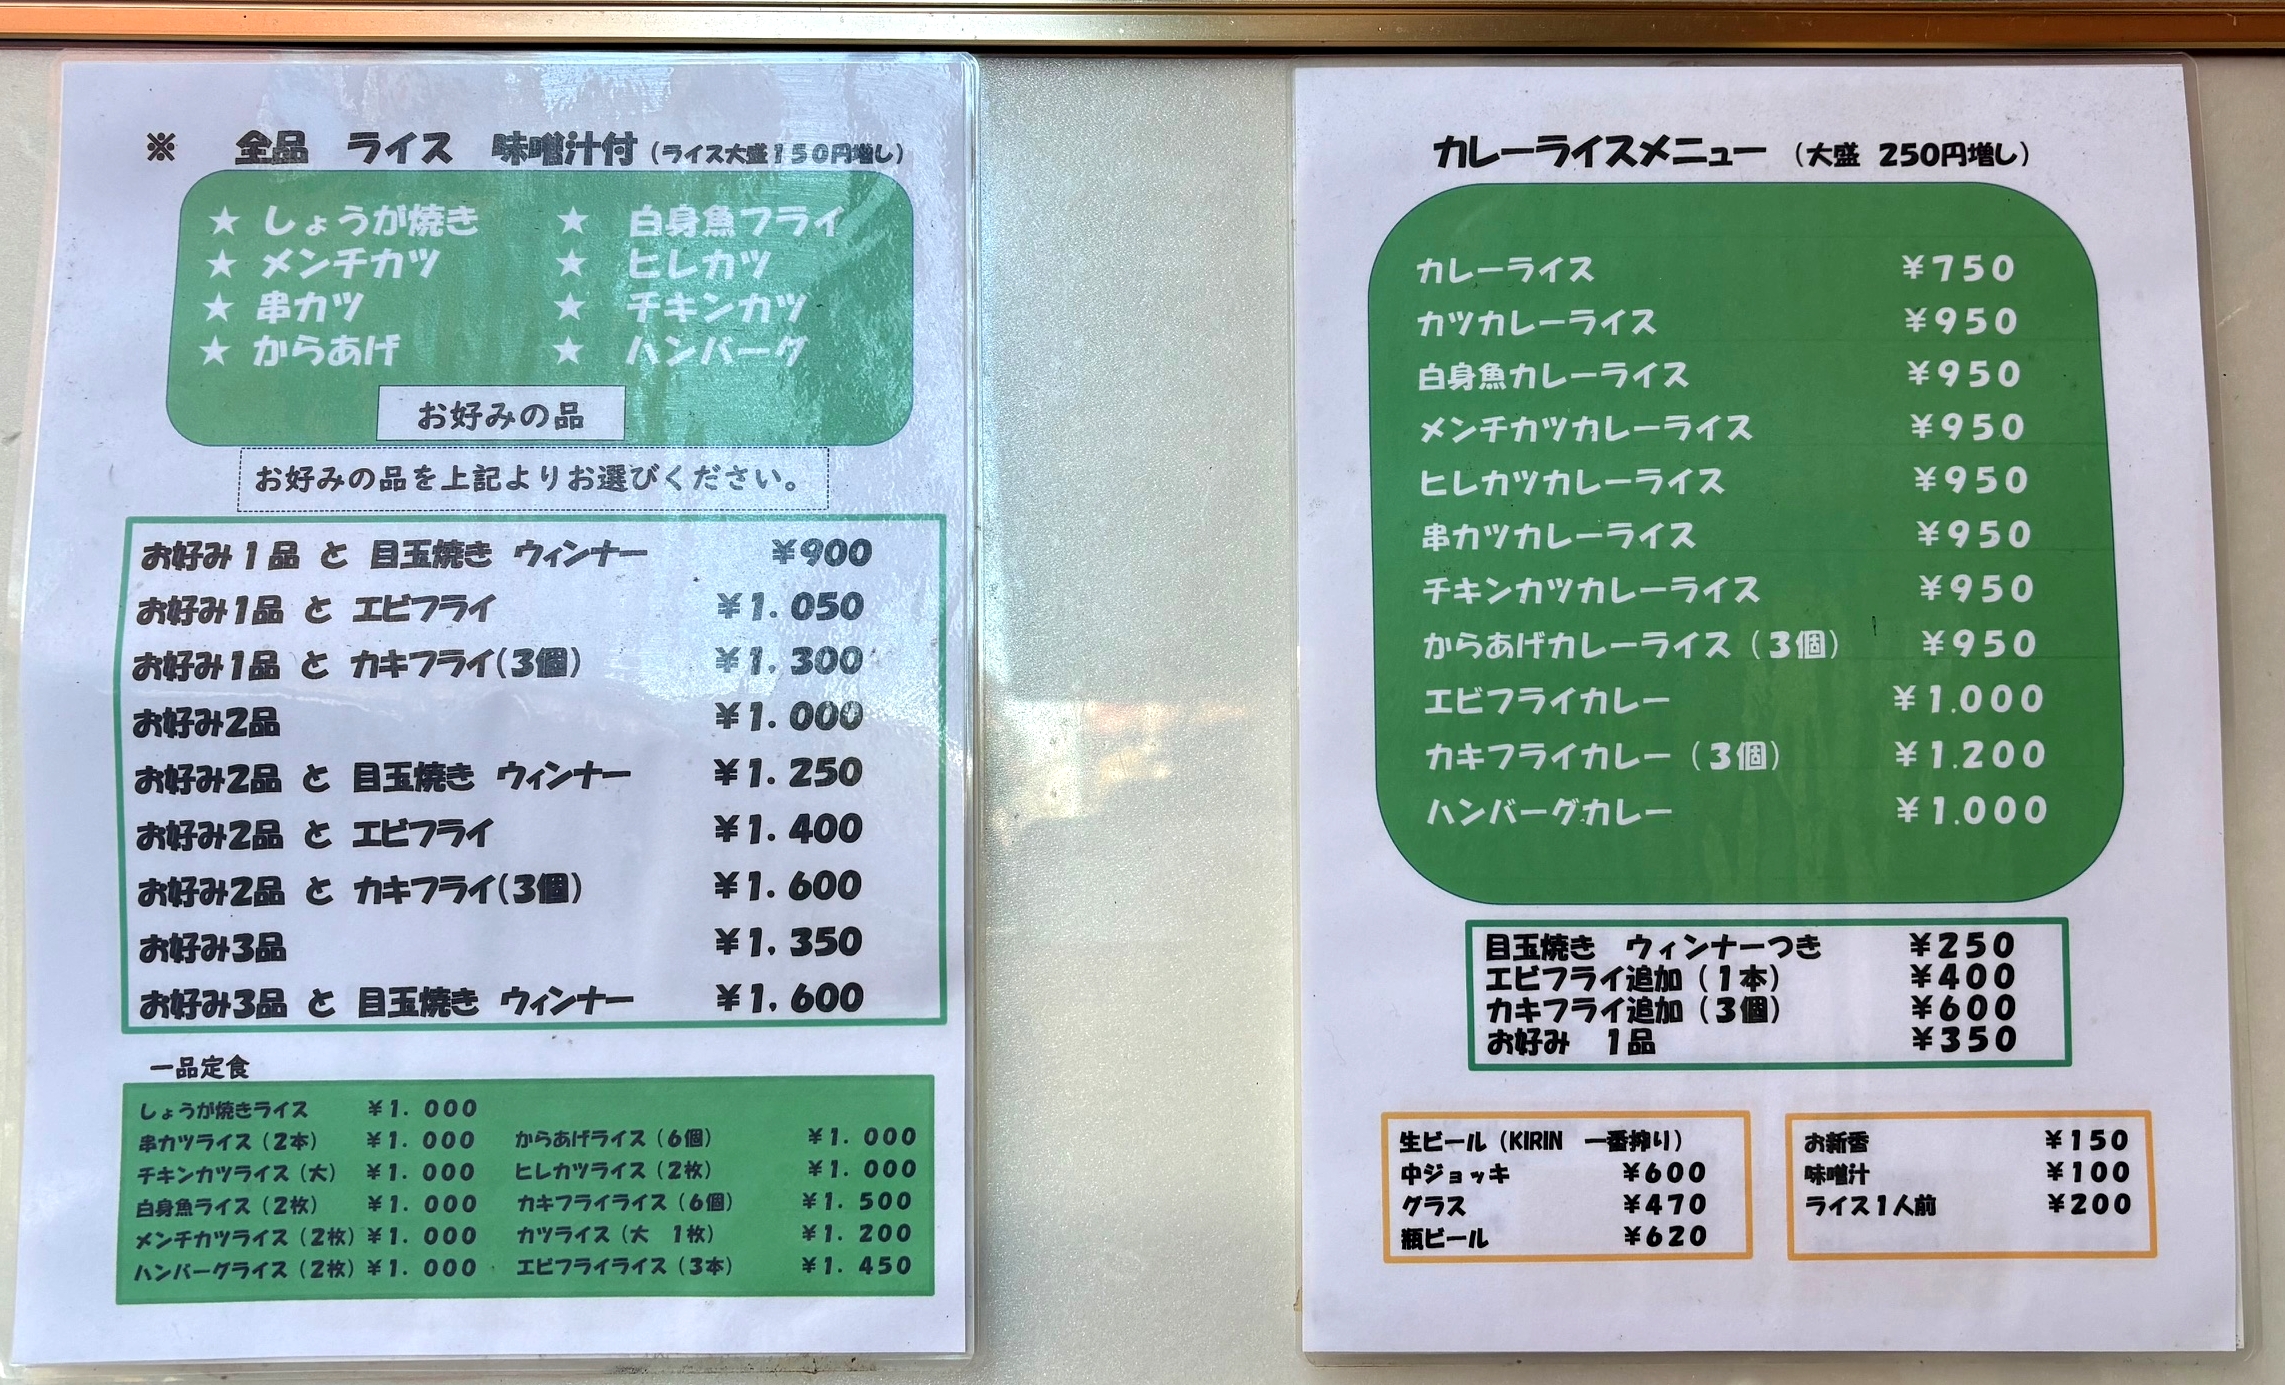 ※ 全品 ライス 味噌汁付(ライス大盛150円増し)
★ しょうが焼き ★ 白身魚フライ
★ メンチカツ ★ ヒレカツ
★ 串カツ ★ チキンカツ
★ からあげ ★ ハンバーグ
お好みの品
お好みの品を上記よりお選びください。
お好み1品 と 目玉焼き ウィンナー ¥900
お好み1品 と エビフライ ¥1.050
お好み1品 と カキフライ(3個) ¥1.300
お好み2品 ¥1.000
お好み2品 と 目玉焼き ウィンナー ¥1.250
お好み2品 と エビフライ ¥1.400
お好み2品 と カキフライ(3個) ¥1.600
お好み3品 ¥1,350
お好み3品 と 目玉焼き ウィンナー ¥1,600
一品定食
しょうが焼きライス ¥1.000
串カツライス(2本) ¥1.000 からあげライス(6個) ¥1.000
チキンカツライス(大) ¥1.000 ヒレカツライス(2枚) ¥1.000
白身魚ライス(2枚) ¥1.000 カキフライライス(6個) ¥1.500
メンチカツライス(2枚) ¥1.000 カツライス(大 1枚) ¥1.200
ハンバーグライス(2枚) ¥1.000 エビフライライス(3本) ¥1.450
カレーライスメニュー (大盛 250円増し)
カレーライス ¥750
カツカレーライス ¥950
白身魚カレーライス ¥950
メンチカツカレーライス ¥950
ヒレカツカレーライス ¥950
串カツカレーライス ¥950
チキンカツカレーライス ¥950
からあげカレーライス(3個) ¥950
エビフライカレー ¥1.000
カキフライカレー(3個) ¥1.200
ハンバーグカレー ¥1.000
目玉焼き ウィンナーつき ¥250
エビフライ追加(1本) ¥400
カキフライ追加(3個) ¥600
お好み 1品 ¥350
生ビール(KIRIN 一番搾り)
中ジョッキ ¥600
グラス ¥470
瓶ビール ¥620
お新香 ¥150
味噌汁 ¥100
ライス1人前 ¥200